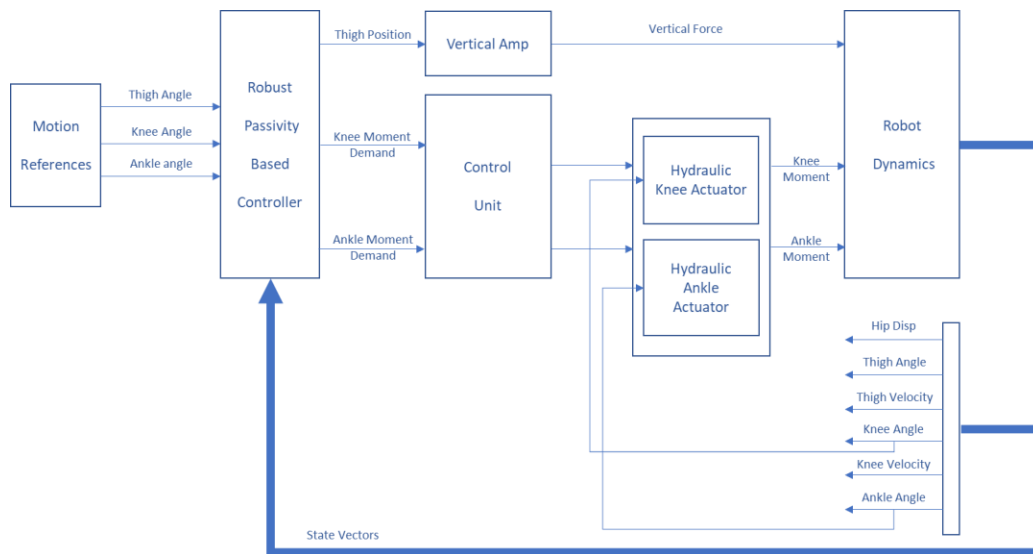 Motion
References
Thigh Angle
Knee Angle
Ankle angle
Robust
Passivity
Based
Controller
Thigh Position
Knee Moment
Demand
Ankle Moment
Demand
Vertical Amp
Control
Unit
Vertical Force
Hydraulic
Knee Actuator
Hydraulic
Ankle
Actuator
Knee
Moment
Ankle
Moment
Robot
Dynamics
Hip Disp
Thigh Angle
Thigh Velocity
Knee Angle
Knee Velocity
Ankle Angle
State Vectors